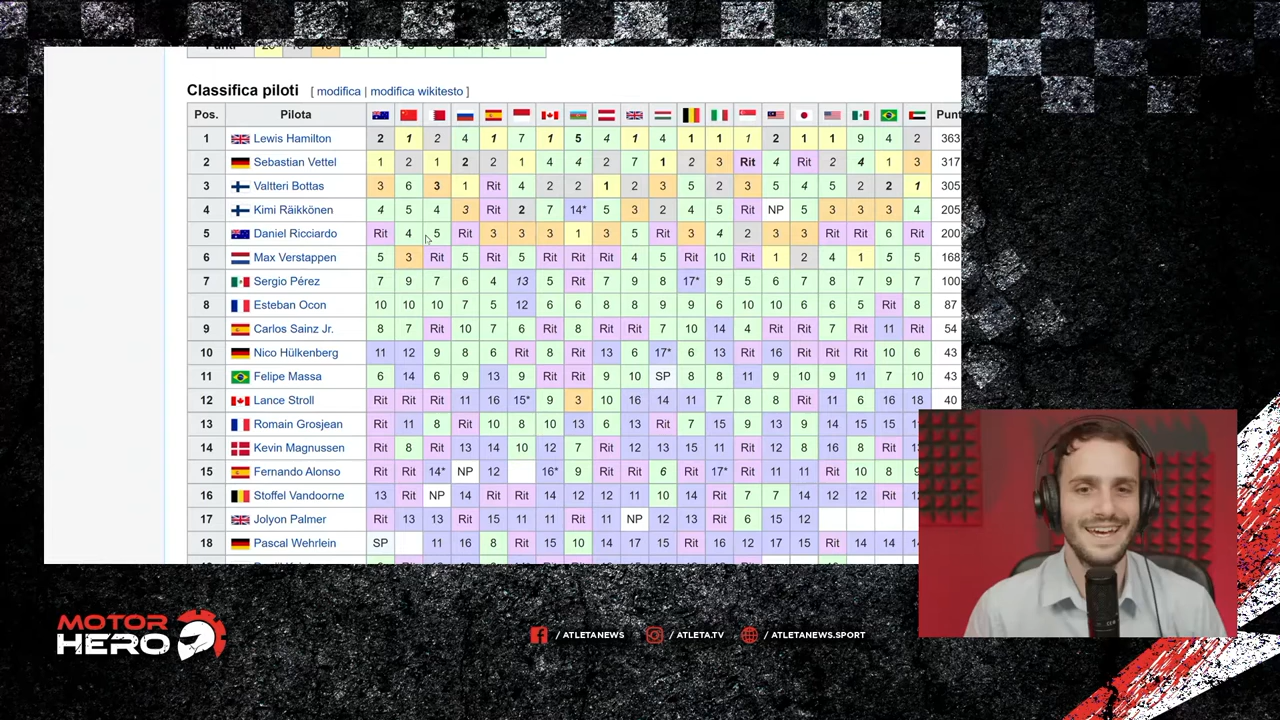 Punti
Classifica piloti [ modifica | modifica wikitesto ]
Pos. Pilota Punt
1 Lewis Hamilton 2 1 2 4 1 7 1 5 4 1 4 1 1 1 2 1 1 9 4 2 363
2 Sebastian Vettel 1 2 1 2 2 1 4 4 2 7 1 2 3 Rit 4 Rit 2 4 1 3 317
3 Valtteri Bottas 3 6 3 1 Rit 4 2 2 1 2 3 5 2 3 5 4 5 2 2 1 305
4 Kimi Räikkönen 4 5 4 3 Rit 2 7 14* 5 3 2 4 5 Rit NP 5 3 3 3 4 205
5 Daniel Ricciardo Rit 4 5 Rit 3 3 3 1 3 5 Rit 3 4 2 3 3 Rit Rit 6 Rit 200
6 Max Verstappen 5 3 Rit 5 Rit 5 Rit Rit Rit 4 5 Rit 10 Rit 1 2 4 1 5 5 168
7 Sergio Pérez 7 9 7 6 4 13 5 Rit 7 9 8 17* 9 5 6 7 8 7 9 7 100
8 Esteban Ocon 10 10 10 7 5 12 6 6 8 8 9 9 6 10 10 6 6 5 Rit 8 87
9 Carlos Sainz Jr. 8 7 Rit 10 7 6 Rit 8 Rit Rit 7 10 14 4 Rit Rit 7 Rit 11 Rit 54
10 Nico Hülkenberg 11 12 9 8 6 Rit 8 Rit 13 6 17* 6 13 Rit 16 Rit Rit Rit 10 6 43
11 Felipe Massa 6 14 6 9 13 9 Rit Rit 9 10 SP 8 8 11 9 10 9 11 7 10 43
12 Lance Stroll Rit Rit Rit 11 16 15* 9 3 10 16 14 11 7 8 8 Rit 11 6 16 18 40
13 Romain Grosjean Rit 11 8 Rit 10 8 10 13 6 13 Rit 7 15 9 13 9 14 15 15
14 Kevin Magnussen Rit 8 Rit 13 14 10 12 7 Rit 12 13 15 11 Rit 12 8 16 8 Rit
15 Fernando Alonso Rit Rit 14* NP 12 16* 9 Rit Rit 6 Rit 17* Rit 11 11 Rit 10 8
16 Stoffel Vandoorne 13 Rit NP 14 Rit Rit 14 12 12 11 10 14 Rit 7 7 14 12 12 Rit
17 Jolyon Palmer Rit 13 13 Rit 15 11 11 Rit 11 NP 12 13 Rit 6 15 12
18 Pascal Wehrlein SP 11 16 8 Rit 15 10 14 17 15 Rit 16 12 17 15 Rit 14 14
MOTOR
HERO
/ ATLETANEWS / ATLETA.TV / ATLETANEWS.SPORT